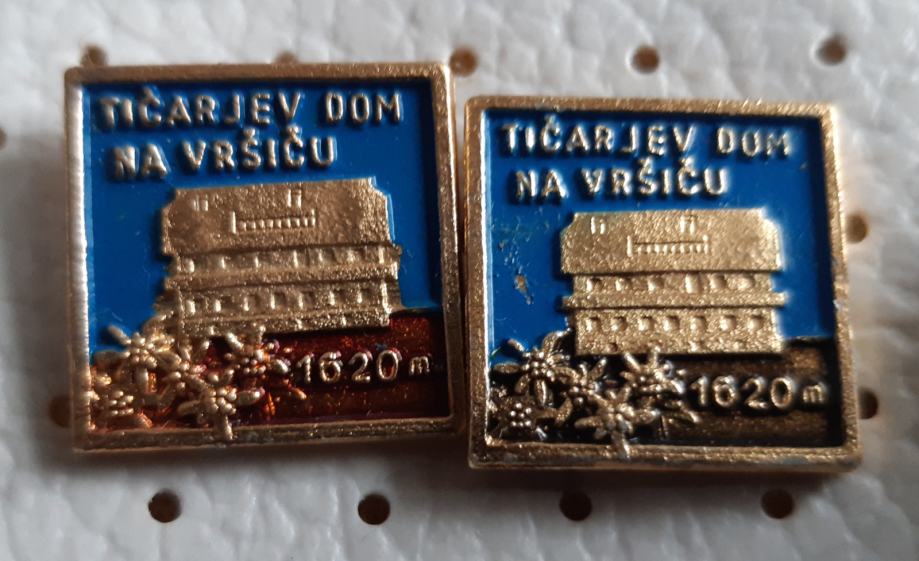 TIČARJEV DOM
NA VRŠIČU
1620 m
TIČARJEV DOM
NA VRŠIČU
1620 m